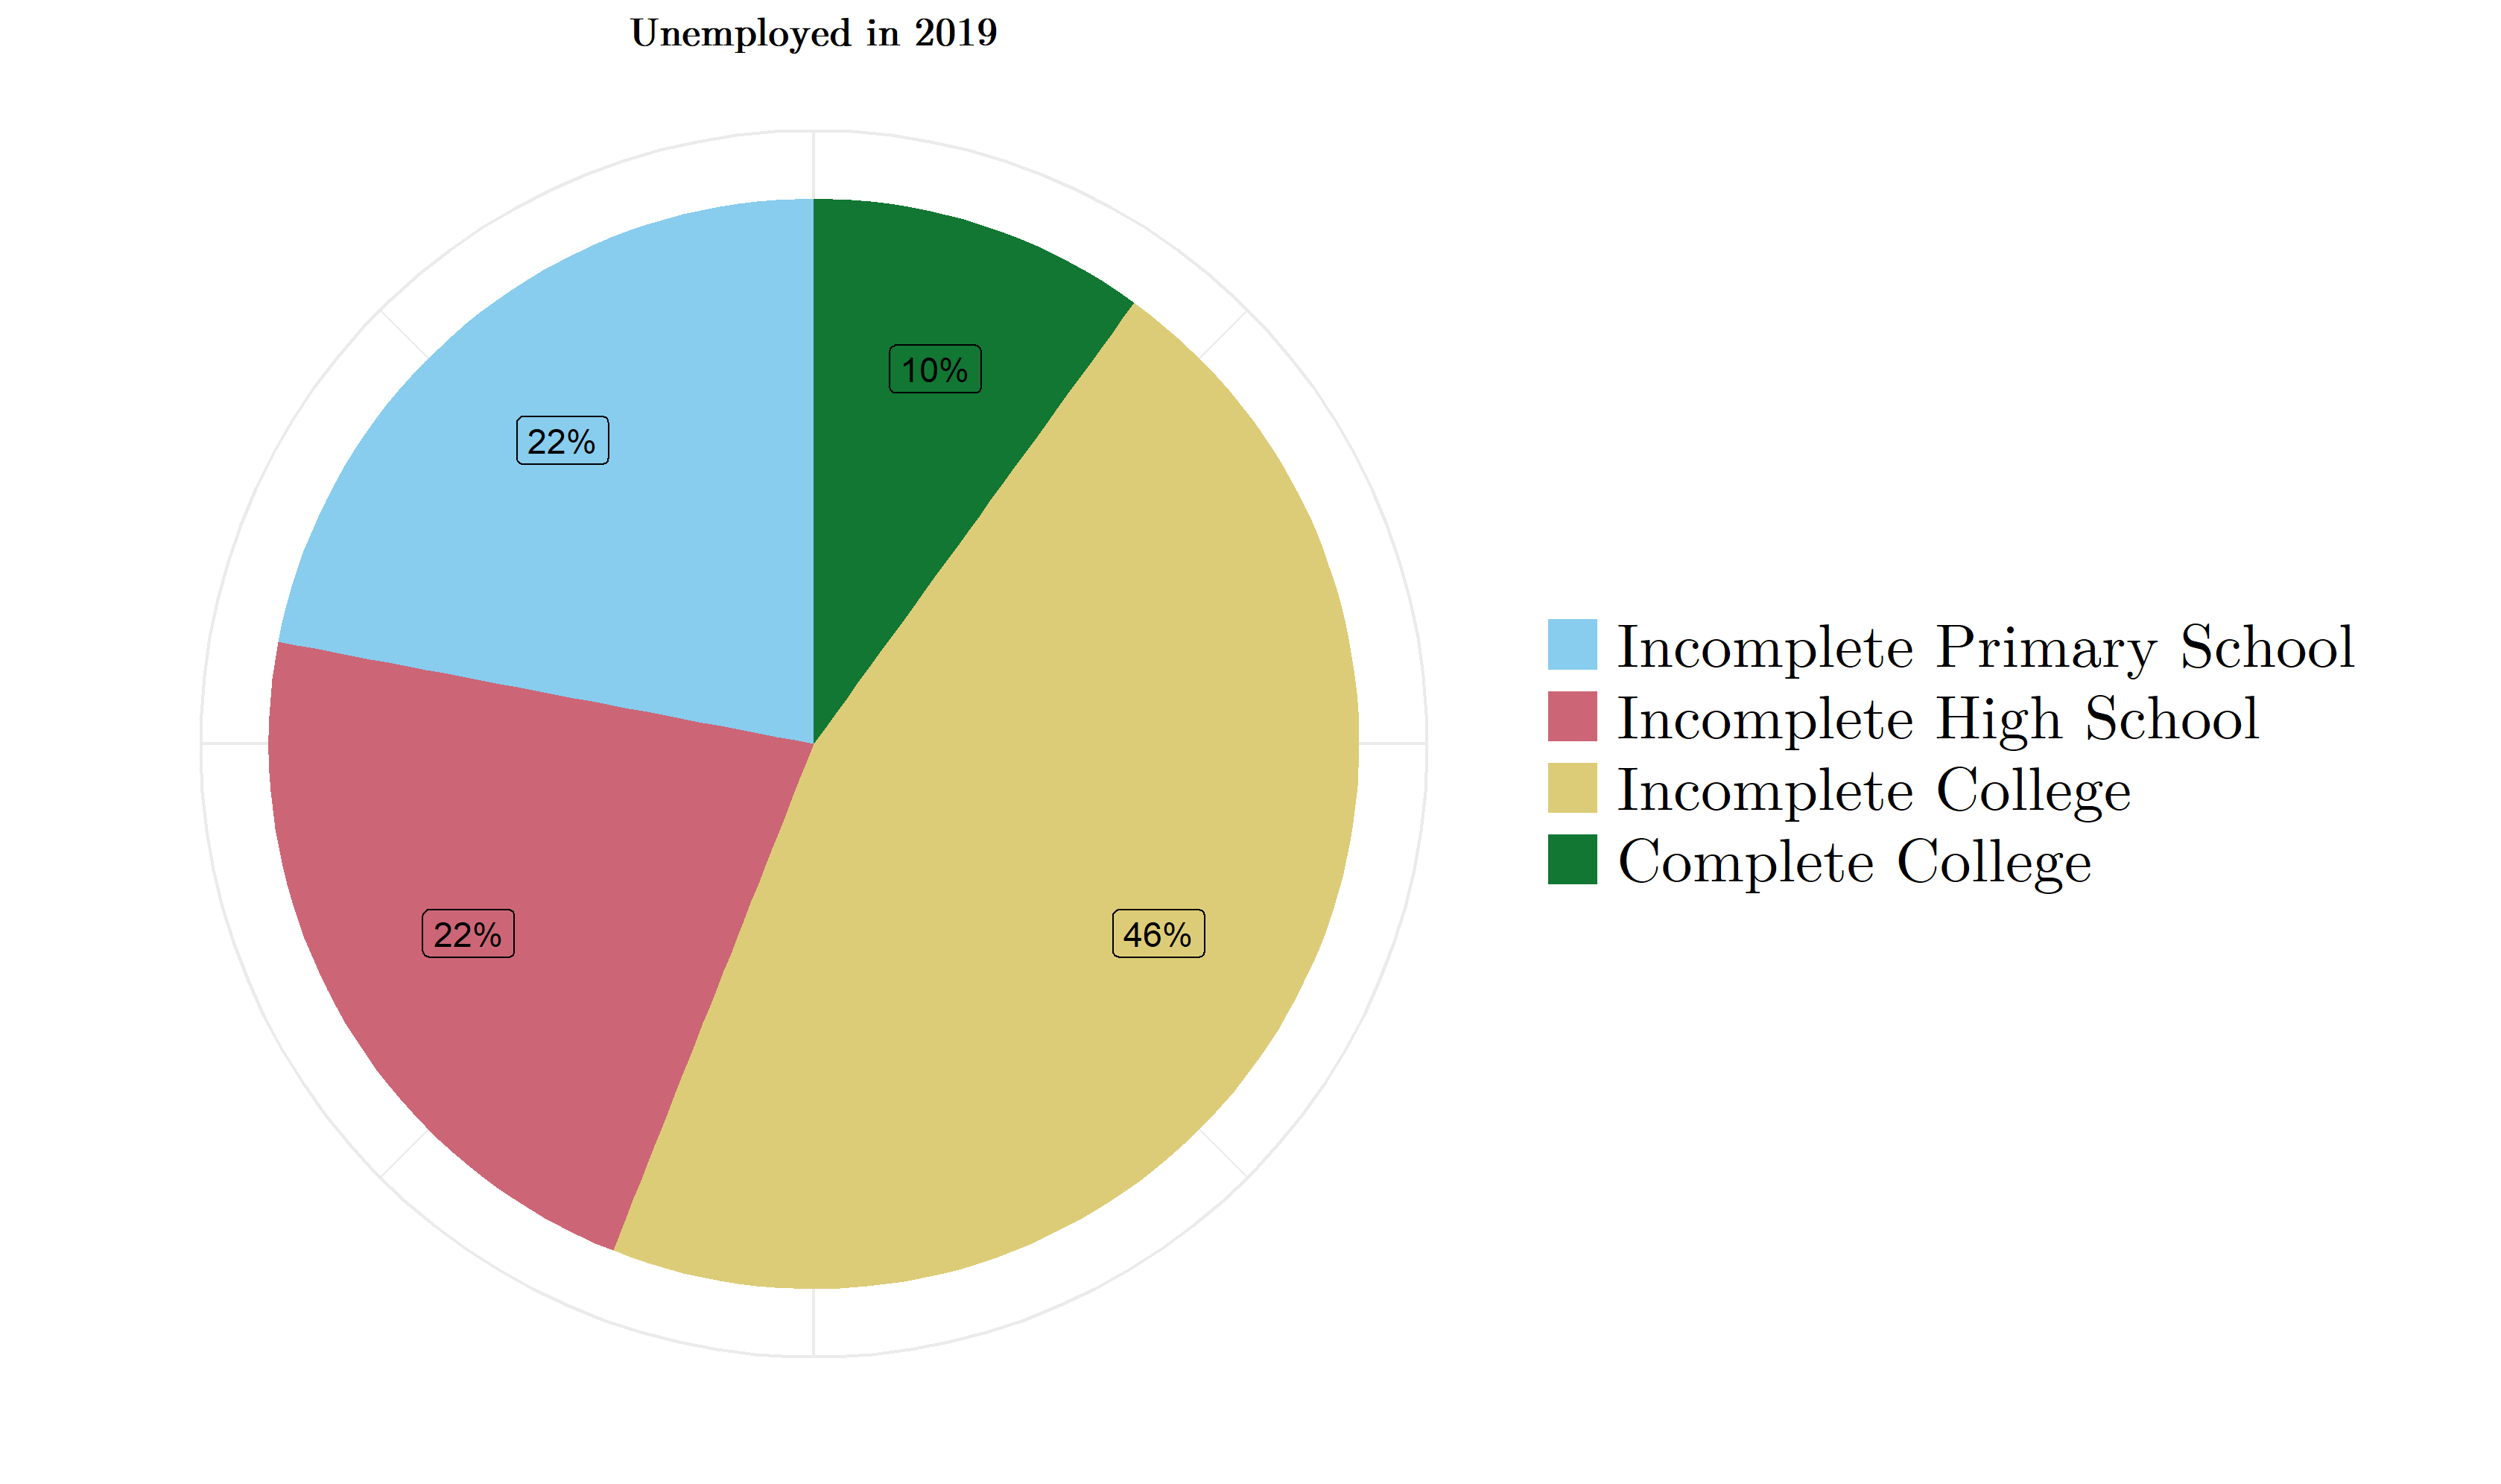 Unemployed in 2019
10%
22%
22%
46%
Incomplete Primary School
Incomplete High School
Incomplete College
Complete College